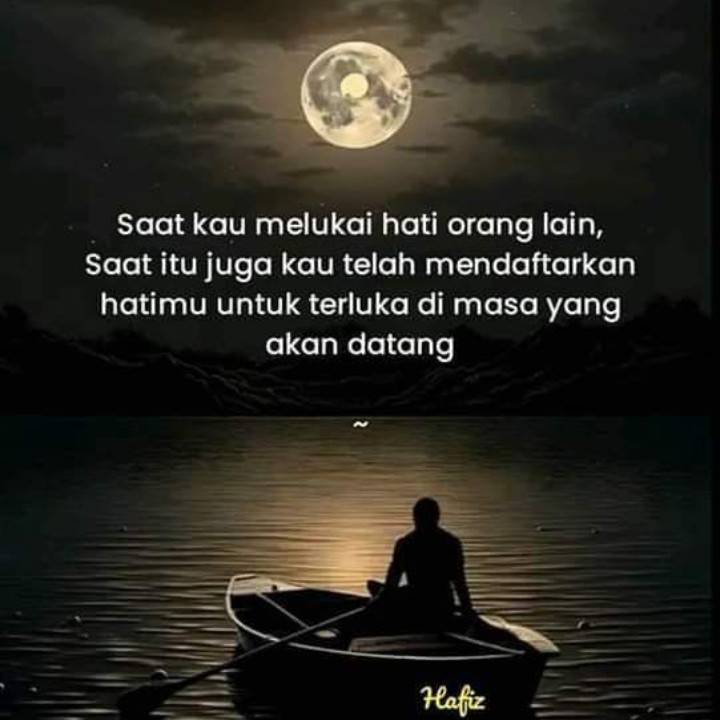 Saat kau melukai hati orang lain,
Saat itu juga kau telah mendaftarkan
hatimu untuk terluka di masa yang
akan datang
~
Hafiz